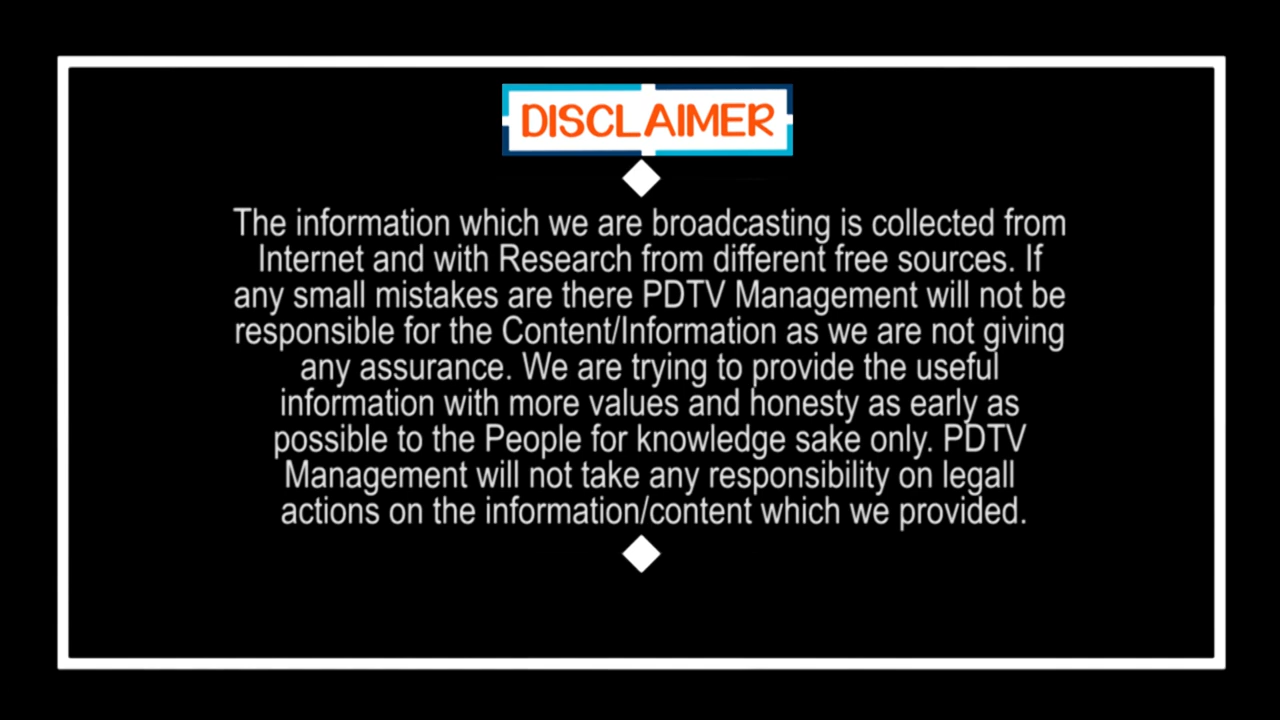 DISCLAIMER
The information which we are broadcasting is collected from
Internet and with Research from different free sources. If
any small mistakes are there PDTV Management will not be
responsible for the Content/Information as we are not giving
any assurance. We are trying to provide the useful
information with more values and honesty as early as
possible to the People for knowledge sake only. PDTV
Management will not take any responsibility on legall
actions on the information/content which we provided.